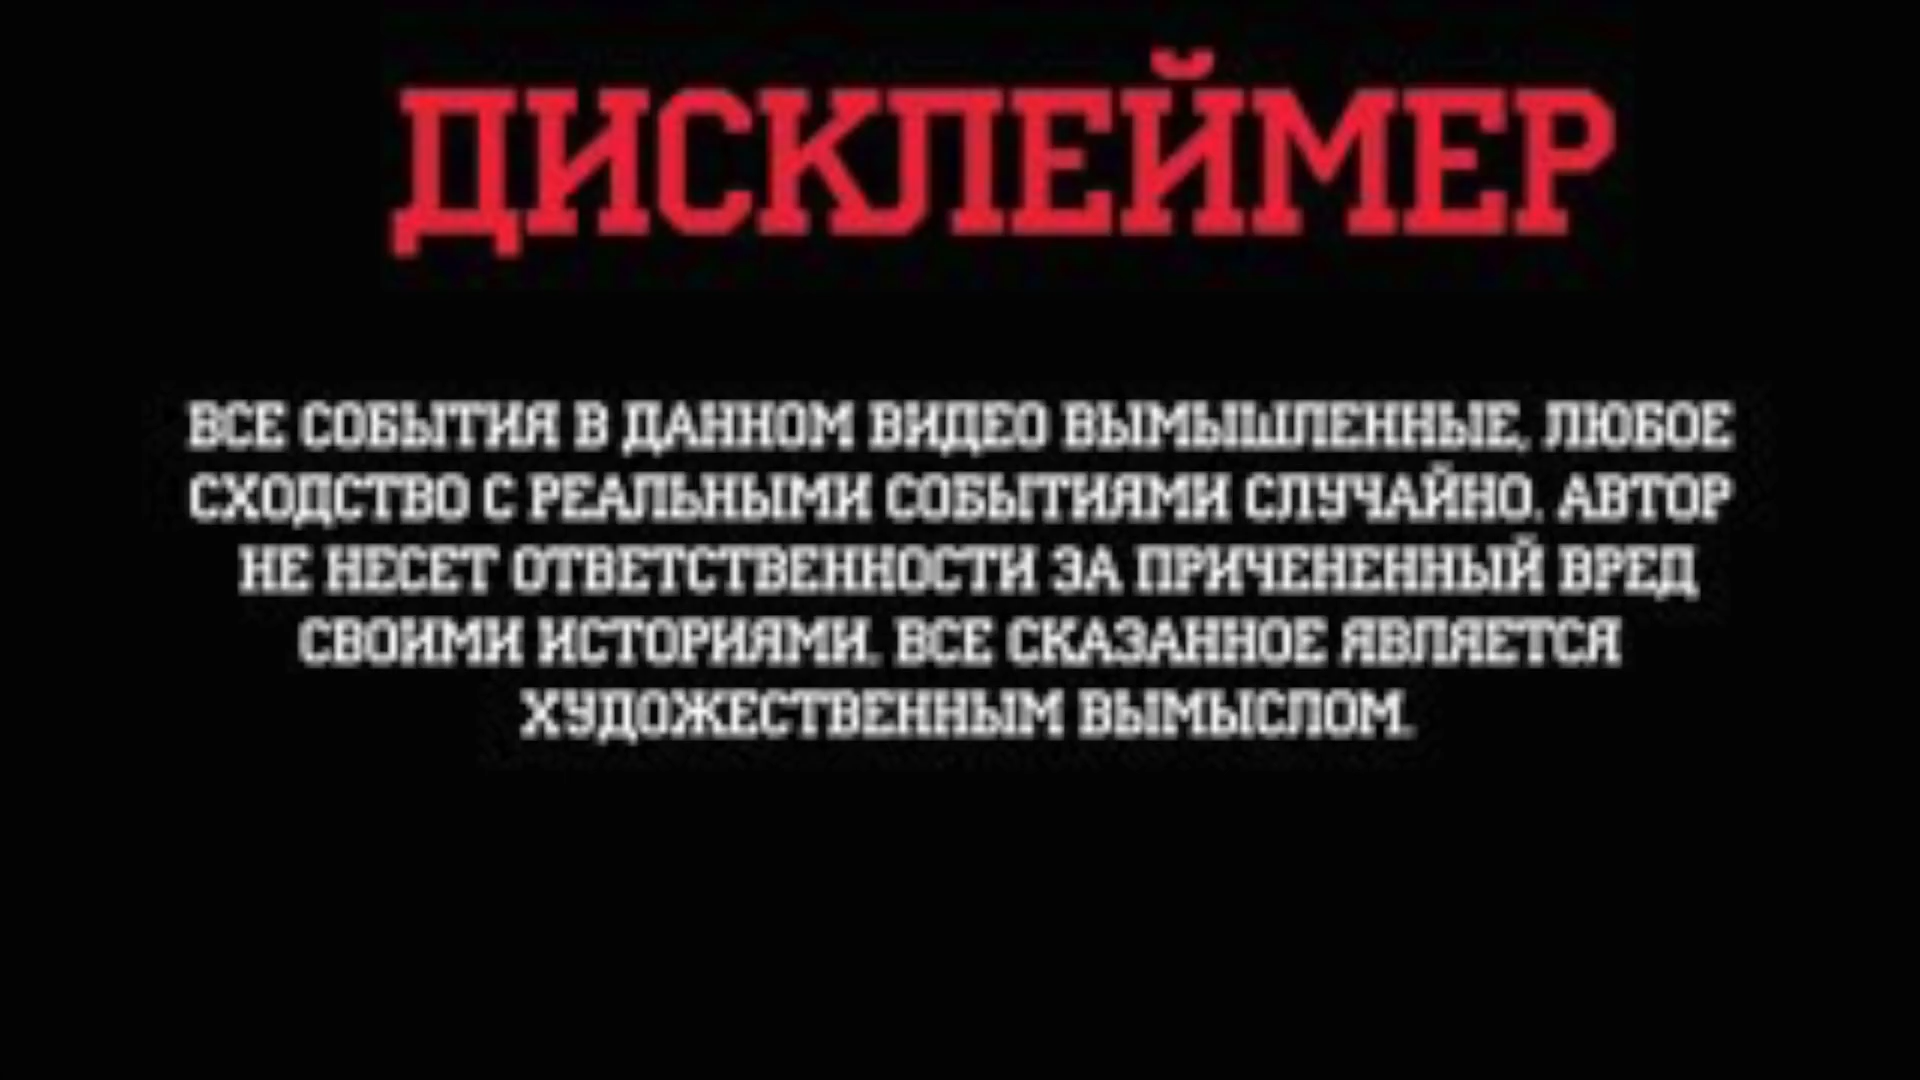 ДИСКЛЕЙМЕР
ВСЕ СОБЫТИЯ В ДАННОМ ВИДЕО ВЫМЫШЛЕННЫЕ, ЛЮБОЕ
СХОДСТВО С РЕАЛЬНЫМИ СОБЫТИЯМИ СЛУЧАЙНО. АВТОР
НЕ НЕСЕТ ОТВЕТСТВЕННОСТИ ЗА ПРИЧЕНЕННЫЙ ВРЕД
СВОИМИ ИСТОРИЯМИ. ВСЕ СКАЗАННОЕ ЯВЛЯЕТСЯ
ХУДОЖЕСТВЕННЫМ ВЫМЫСЛОМ.